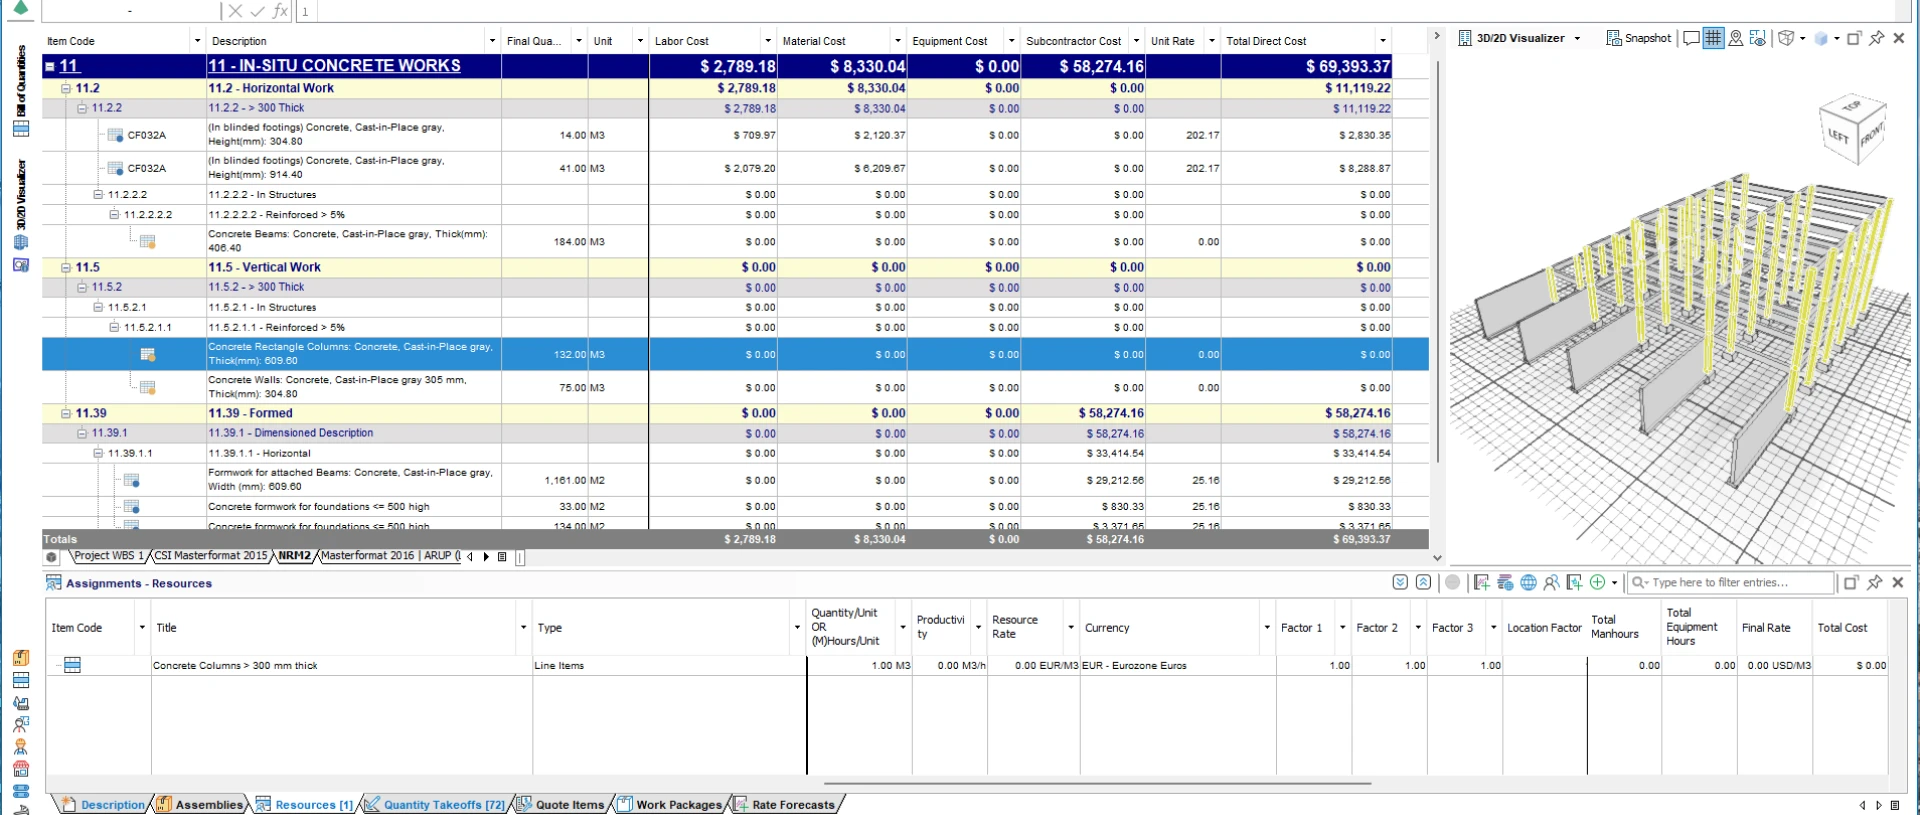 - 1
Bill of Quantities
3D/2D Visualizer
Item Code Description Final Qua... Unit Labor Cost Material Cost Equipment Cost Subcontractor Cost Unit Rate Total Direct Cost
11 11 - IN-SITU CONCRETE WORKS $ 2,789.18 $ 8,330.04 $ 0.00 $ 58,274.16 $ 69,393.37
11.2 11.2 - Horizontal Work $ 2,789.18 $ 8,330.04 $ 0.00 $ 0.00 $ 11,119.22
11.2.2 11.2.2 - > 300 Thick $ 2,789.18 $ 8,330.04 $ 0.00 $ 0.00 $ 11,119.22
CF032A (In blinded footings) Concrete, Cast-in-Place gray, Height(mm): 304.80 14.00 M3 $ 709.97 $ 2,120.37 $ 0.00 $ 0.00 202.17 $ 2,830.35
CF032A (In blinded footings) Concrete, Cast-in-Place gray, Height(mm): 914.40 41.00 M3 $ 2,079.20 $ 6,209.67 $ 0.00 $ 0.00 202.17 $ 8,288.87
11.2.2.2 11.2.2.2 - In Structures $ 0.00 $ 0.00 $ 0.00 $ 0.00 $ 0.00
11.2.2.2.2 11.2.2.2.2 - Reinforced > 5% $ 0.00 $ 0.00 $ 0.00 $ 0.00 $ 0.00
Concrete Beams: Concrete, Cast-in-Place gray, Thick(mm): 406.40 184.00 M3 $ 0.00 $ 0.00 $ 0.00 $ 0.00 0.00 $ 0.00
11.5 11.5 - Vertical Work $ 0.00 $ 0.00 $ 0.00 $ 0.00 $ 0.00
11.5.2 11.5.2 - > 300 Thick $ 0.00 $ 0.00 $ 0.00 $ 0.00 $ 0.00
11.5.2.1 11.5.2.1 - In Structures $ 0.00 $ 0.00 $ 0.00 $ 0.00 $ 0.00
11.5.2.1.1 11.5.2.1.1 - Reinforced > 5% $ 0.00 $ 0.00 $ 0.00 $ 0.00 $ 0.00
Concrete Rectangle Columns: Concrete, Cast-in-Place gray, Thick(mm): 609.60 132.00 M3 $ 0.00 $ 0.00 $ 0.00 $ 0.00 0.00 $ 0.00
Concrete Walls: Concrete, Cast-in-Place gray 305 mm, Thick(mm): 304.80 75.00 M3 $ 0.00 $ 0.00 $ 0.00 $ 0.00 0.00 $ 0.00
11.39 11.39 - Formed $ 0.00 $ 0.00 $ 0.00 $ 58,274.16 $ 58,274.16
11.39.1 11.39.1 - Dimensioned Description $ 0.00 $ 0.00 $ 0.00 $ 58,274.16 $ 58,274.16
11.39.1.1 11.39.1.1 - Horizontal $ 0.00 $ 0.00 $ 0.00 $ 33,414.54 $ 33,414.54
Formwork for attached Beams: Concrete, Cast-in-Place gray, Width (mm): 609.60 1,161.00 M2 $ 0.00 $ 0.00 $ 0.00 $ 29,212.56 25.16 $ 29,212.56
Concrete formwork for foundations <= 500 high 33.00 M2 $ 0.00 $ 0.00 $ 0.00 $ 830.33 25.16 $ 830.33
Concrete formwork for foundations <= 500 high 134.00 M2 $ 0.00 $ 0.00 $ 0.00 $ 3,371.65 25.16 $ 3,371.65
Totals $ 2,789.18 $ 8,330.04 $ 58,274.16 $ 69,393.37
Project WBS 1 CSI Masterformat 2015 NRM2 Masterformat 2016 | ARUP (
3D/2D Visualizer Snapshot
TOP
LEFT FRONT
Assignments - Resources Type here to filter entries...
Item Code Title Type Quantity/Unit OR (M)Hours/Unit Productivity Resource Rate Currency Factor 1 Factor 2 Factor 3 Location Factor Total Manhours Total Equipment Hours Final Rate Total Cost
Concrete Columns > 300 mm thick Line Items 1.00 M3 0.00 M3/h 0.00 EUR/M3 EUR - Eurozone Euros 1.00 1.00 1.00 0.00 0.00 0.00 USD/M3 $ 0.00
Description Assemblies Resources [1] Quantity Takeoffs [72] Quote Items Work Packages Rate Forecasts